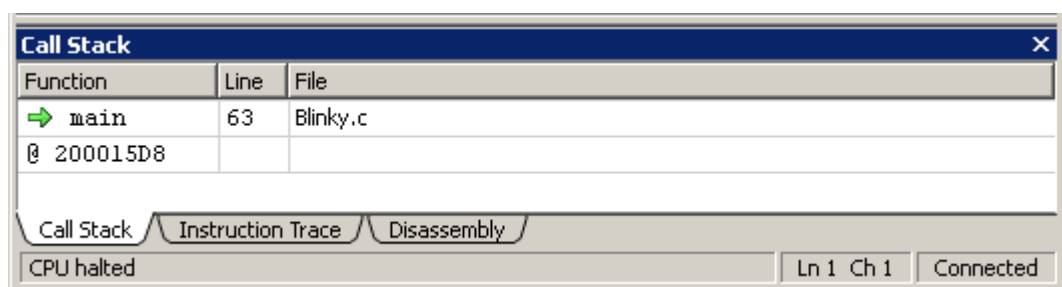 Call Stack
Function Line File
main 63 Blinky.c
@ 200015D8
Call Stack Instruction Trace Disassembly
CPU halted Ln 1 Ch 1 Connected